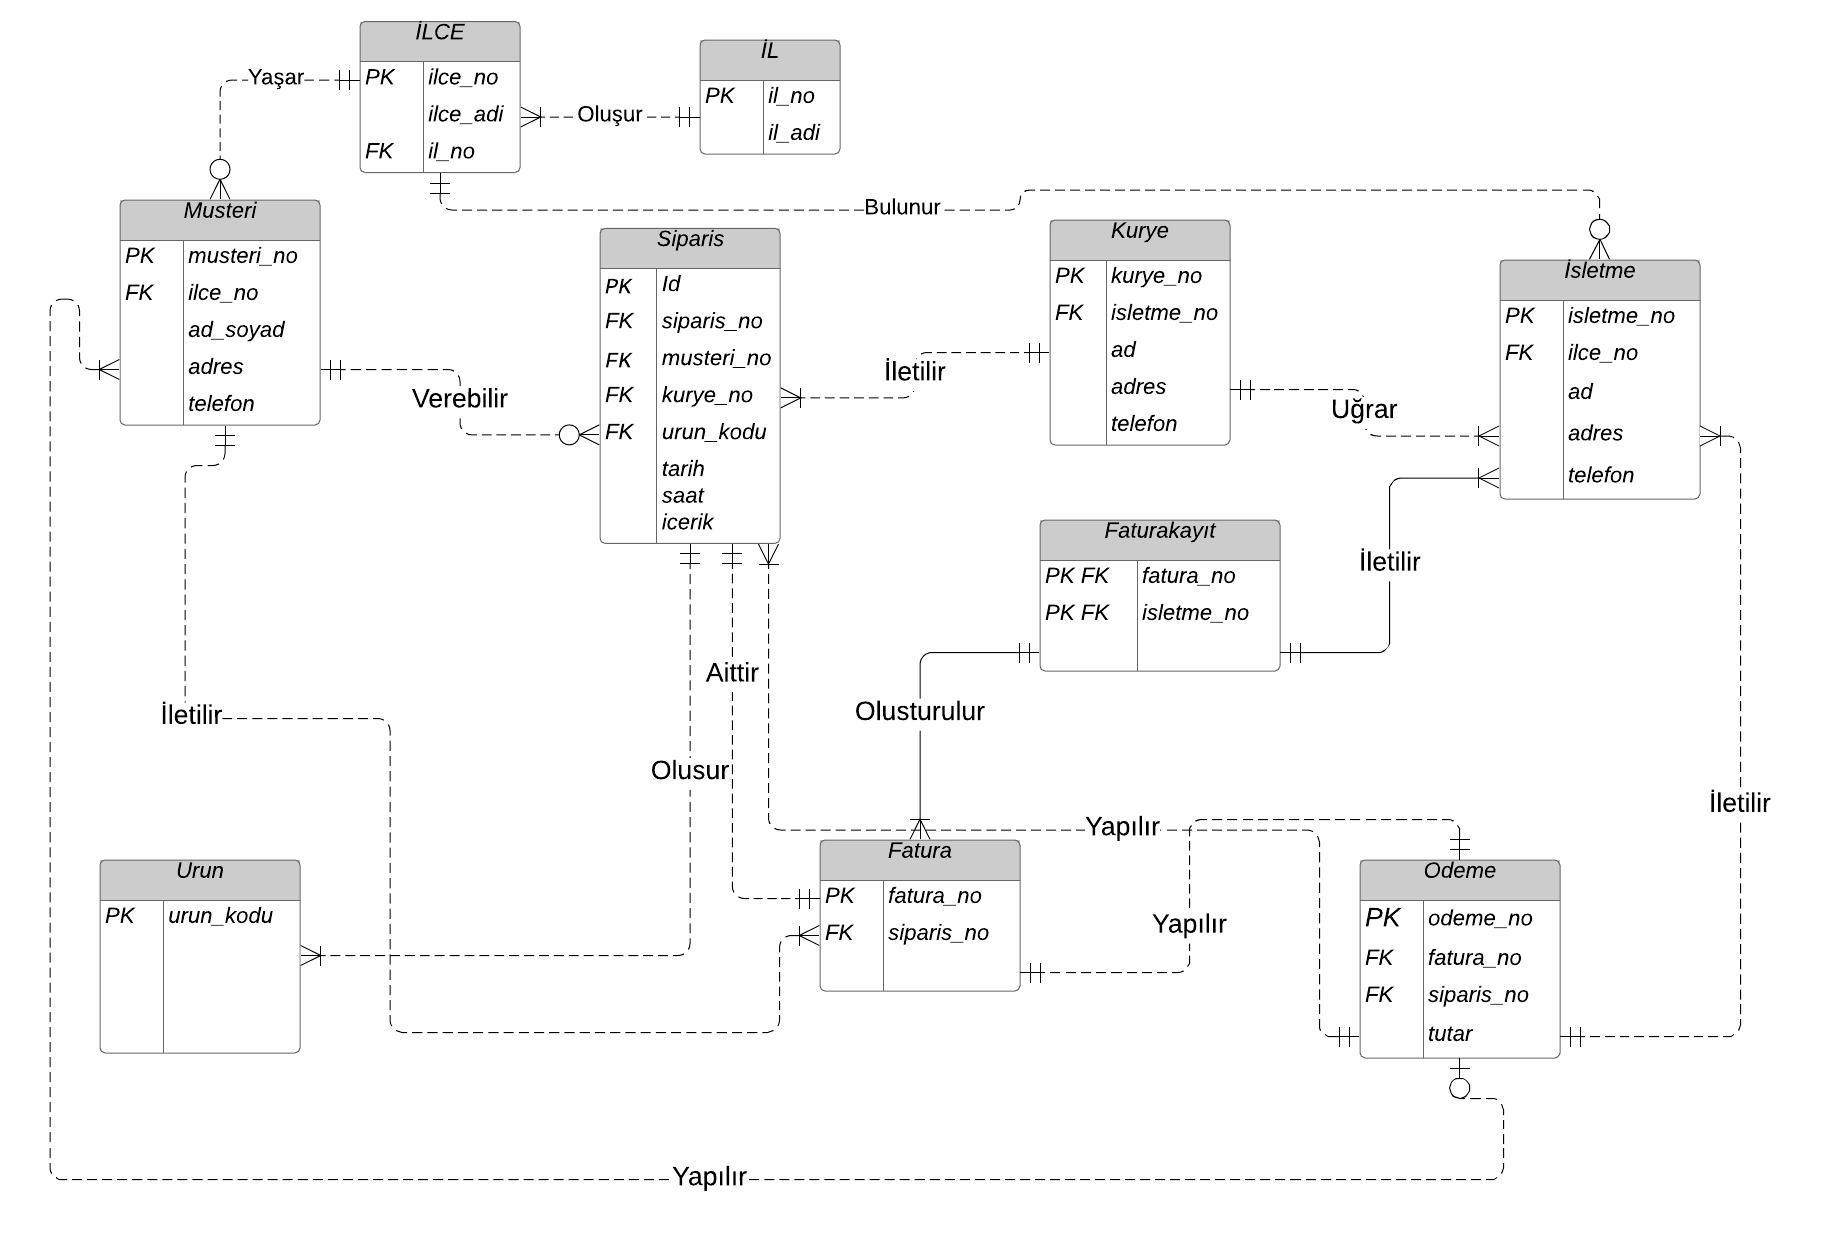 İLCE
PK ilce_no
ilce_adi
FK il_no
İL
PK il_no
il_adi
Yaşar
Oluşur
Bulunur
Musteri
PK musteri_no
FK ilce_no
ad_soyad
adres
telefon
Siparis
PK Id
FK siparis_no
FK musteri_no
FK kurye_no
FK urun_kodu
tarih
saat
icerik
Kurye
PK kurye_no
FK isletme_no
ad
adres
telefon
İsletme
PK isletme_no
FK ilce_no
ad
adres
telefon
Verebilir
İletilir
Uğrar
Faturakayıt
PK FK fatura_no
PK FK isletme_no
İletilir
Aittir
Olusturulur
İletilir
Olusur
İletilir
Yapılır
Urun
PK urun_kodu
Fatura
PK fatura_no
FK siparis_no
Yapılır
Odeme
PK odeme_no
FK fatura_no
FK siparis_no
tutar
Yapılır